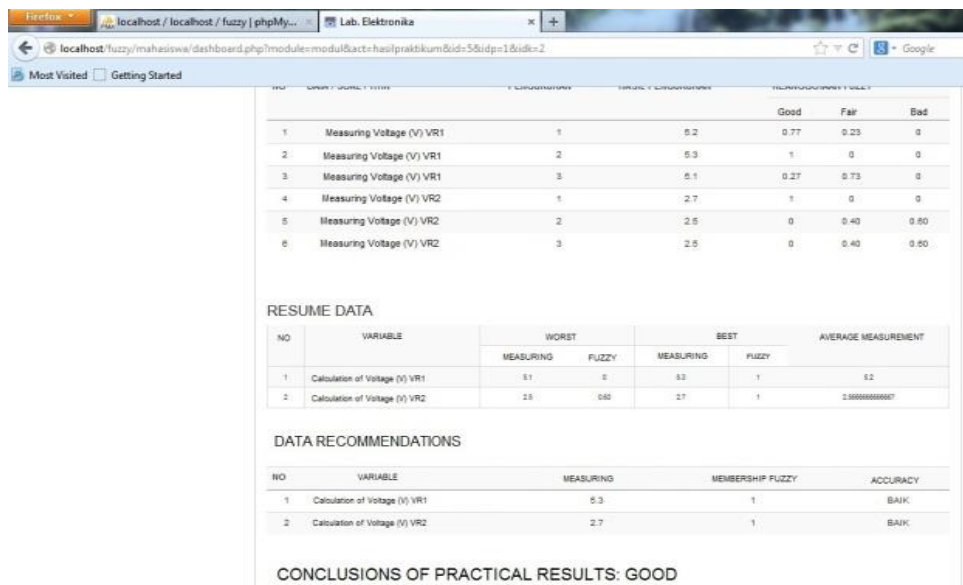 Firefox
localhost / localhost / fuzzy | phpMy...
Lab. Elektronika
localhost/fuzzy/mahasiswa/dashboard.php?module=modul&act=hasilpraktikum&id=5&idp=1&idk=2
Google
Most Visited
Getting Started
Good Fair Bad
1 Measuring Voltage (V) VR1 1 5.2 0.77 0.23 0
2 Measuring Voltage (V) VR1 2 5.3 1 0 0
3 Measuring Voltage (V) VR1 3 5.1 0.27 0.73 0
4 Measuring Voltage (V) VR2 1 2.7 1 0 0
5 Measuring Voltage (V) VR2 2 2.5 0 0.40 0.60
6 Measuring Voltage (V) VR2 3 2.5 0 0.40 0.60
RESUME DATA
NO VARIABLE WORST BEST AVERAGE MEASUREMENT
MEASURING FUZZY MEASURING FUZZY
1 Calculation of Voltage (V) VR1 5.1 0 5.3 1 5.2
2 Calculation of Voltage (V) VR2 2.5 0.60 2.7 1
DATA RECOMMENDATIONS
NO VARIABLE MEASURING MEMBERSHIP FUZZY ACCURACY
1 Calculation of Voltage (V) VR1 5.3 1 BAIK
2 Calculation of Voltage (V) VR2 2.7 1 BAIK
CONCLUSIONS OF PRACTICAL RESULTS: GOOD